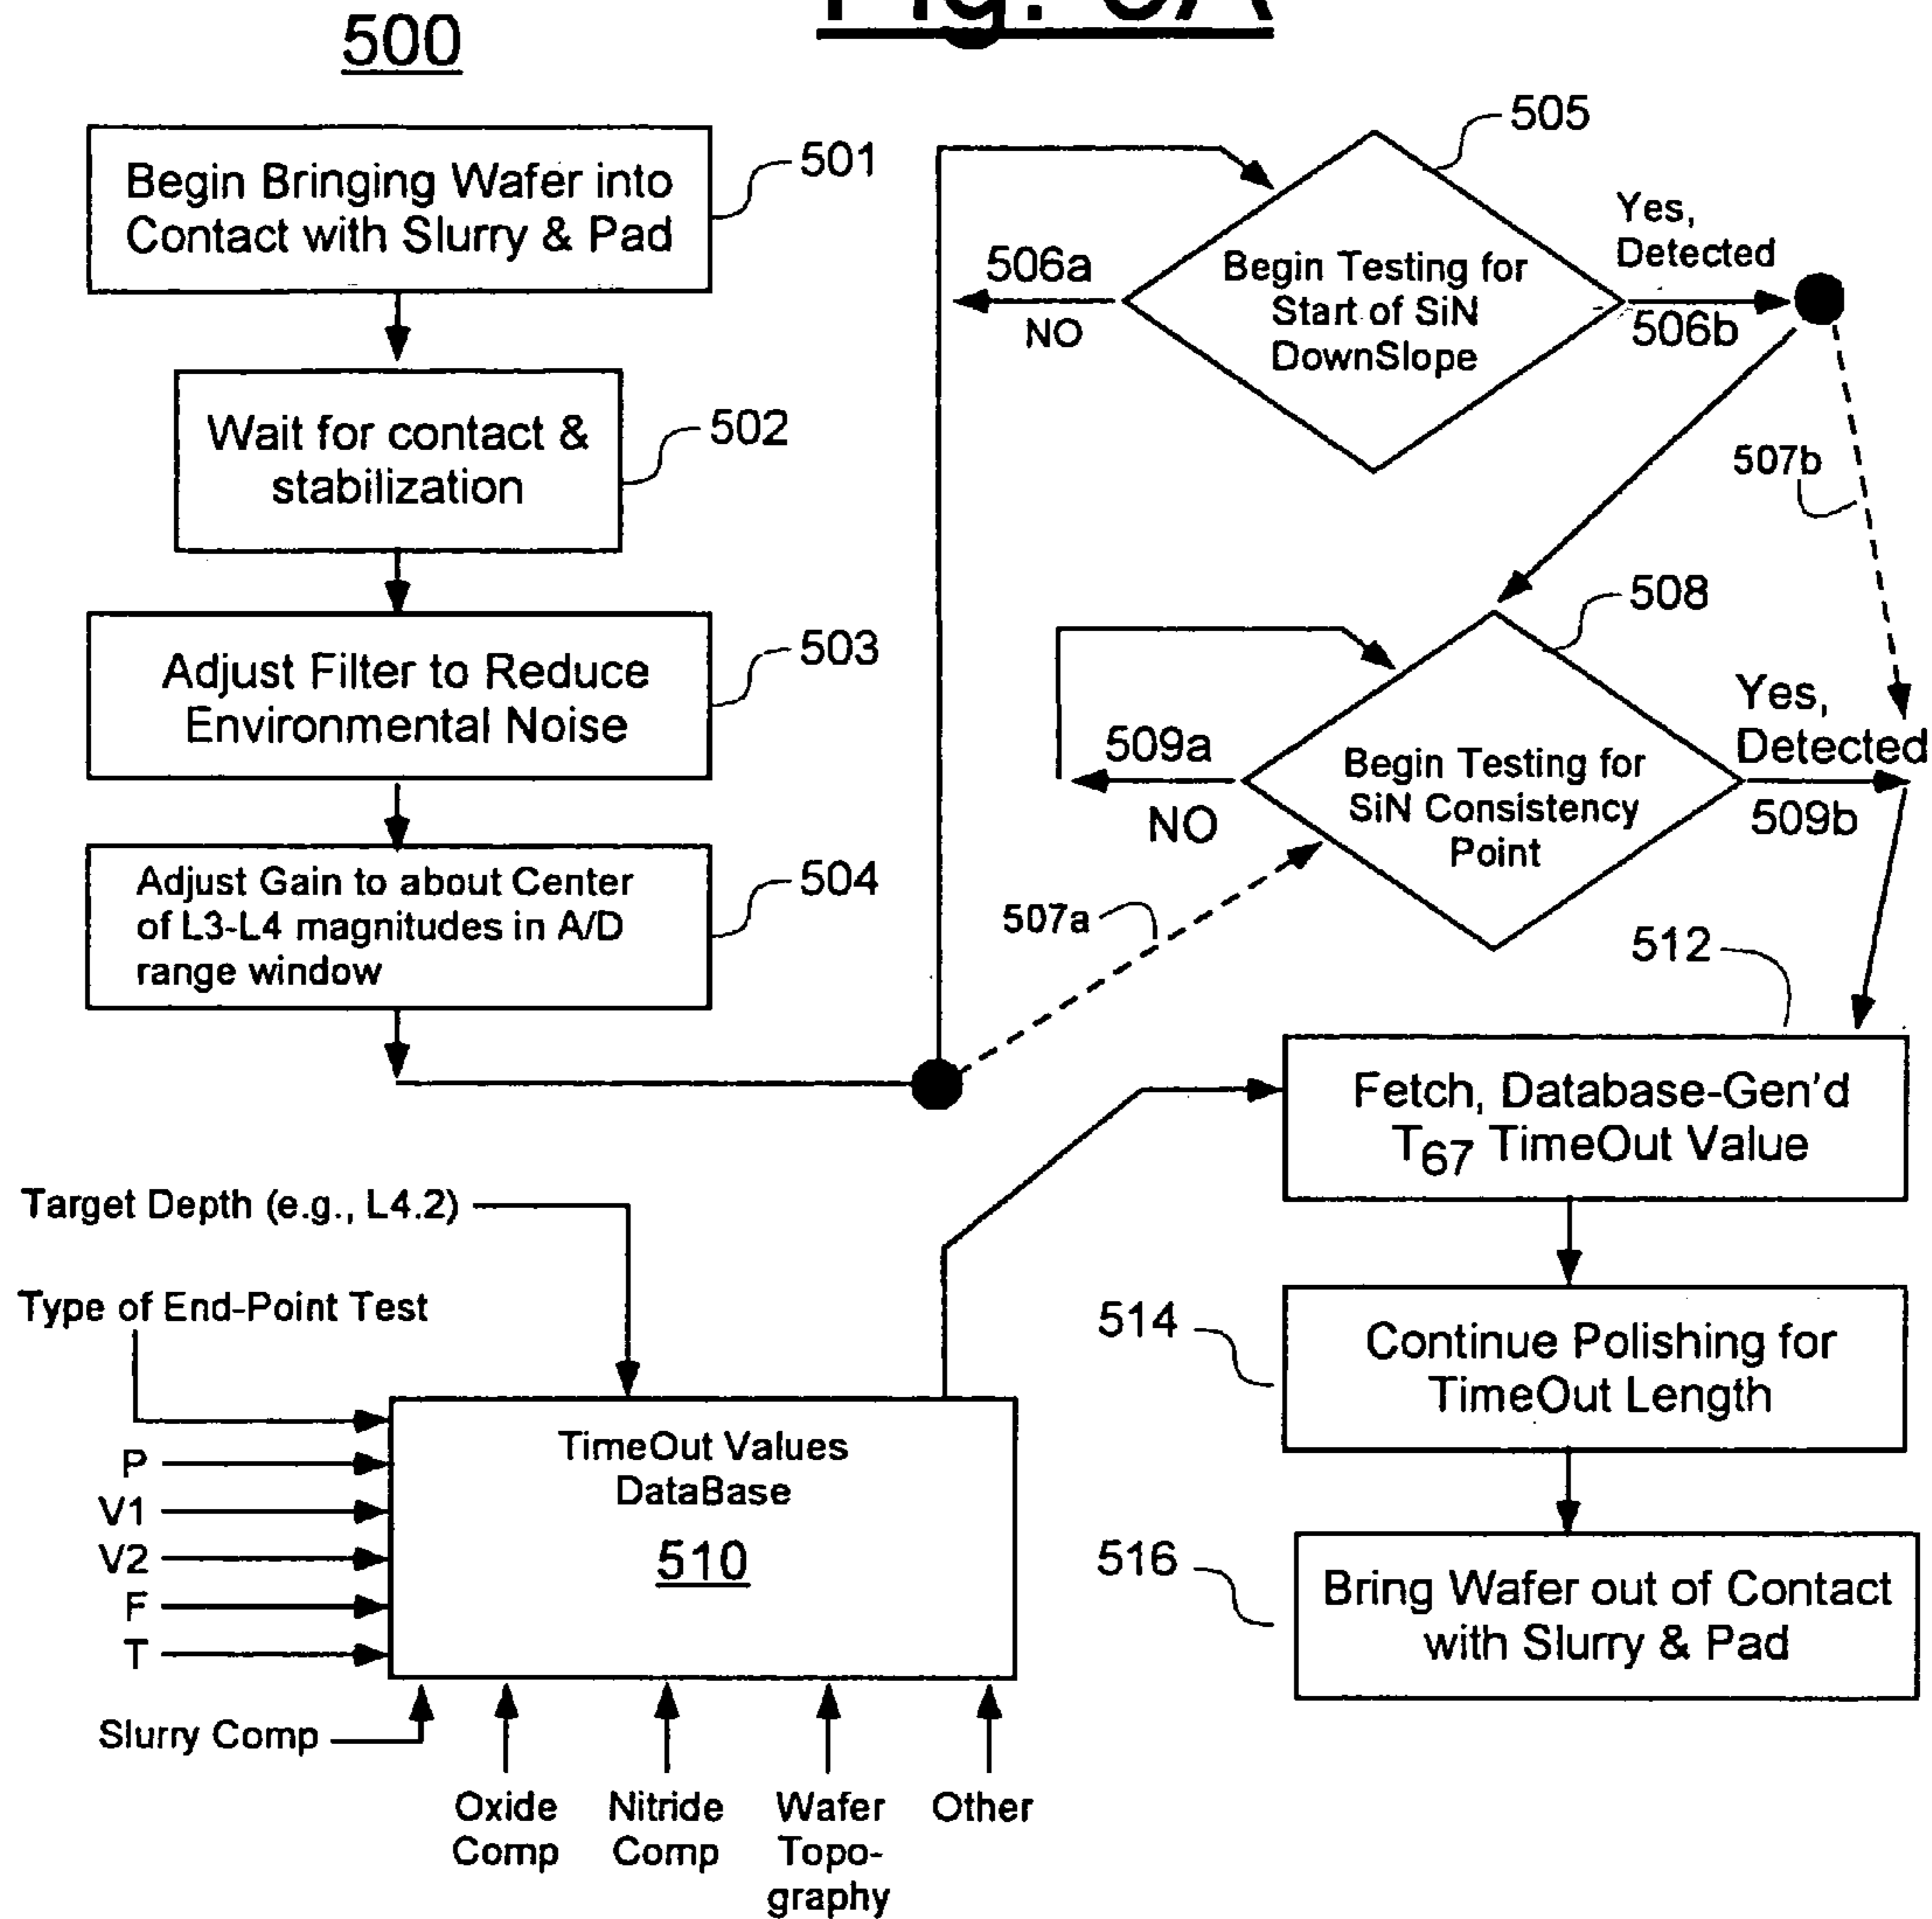 500
501
Begin Bringing Wafer into
Contact with Slurry & Pad
502
Wait for contact &
stabilization
503
Adjust Filter to Reduce
Environmental Noise
504
Adjust Gain to about Center
of L3-L4 magnitudes in A/D
range window
505
Begin Testing for
Start of SiN
DownSlope
506a
NO
Yes,
Detected
506b
507b
507a
508
Begin Testing for
SiN Consistency
Point
509a
NO
Yes,
Detected
509b
512
Fetch, Database-Gen'd
T67 TimeOut Value
514
Continue Polishing for
TimeOut Length
516
Bring Wafer out of Contact
with Slurry & Pad
Target Depth (e.g., L4.2)
Type of End-Point Test
P
V1
V2
F
T
TimeOut Values
DataBase
510
Slurry Comp
Oxide
Comp
Nitride
Comp
Wafer
Topo-
graphy
Other